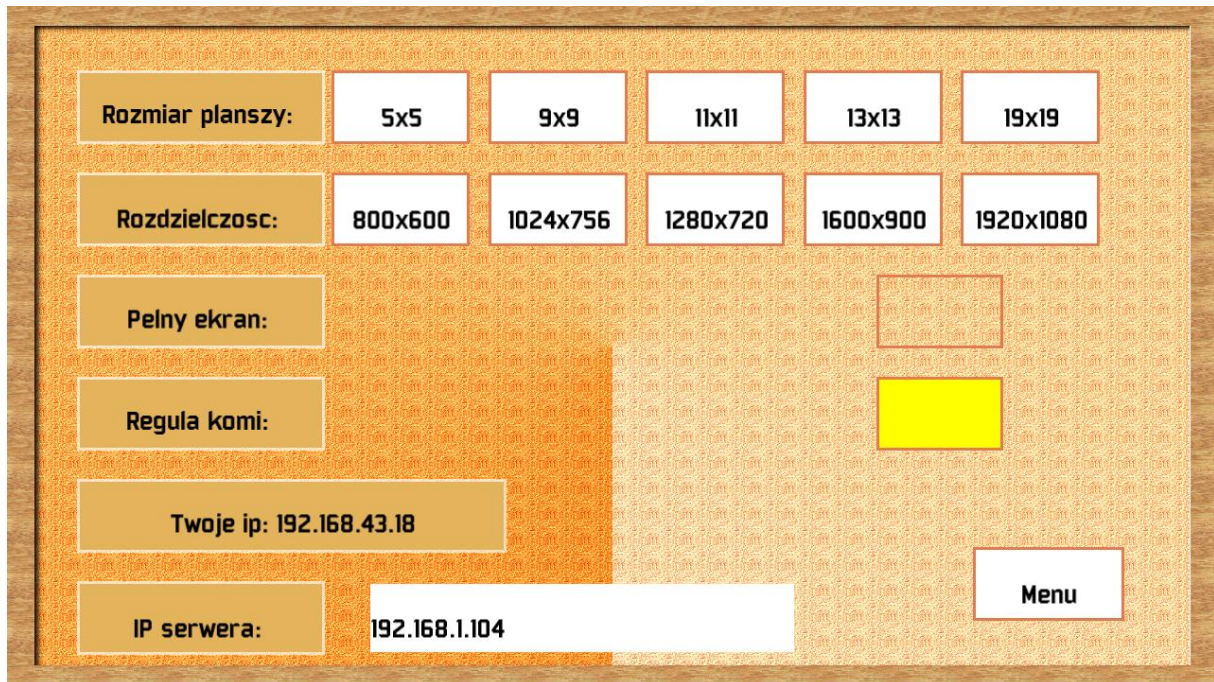 Rozmiar planszy: 5x5 9x9 11x11 13x13 19x19
Rozdzielczosc: 800x600 1024x756 1280x720 1600x900 1920x1080
Pelny ekran:
Regula komi:
Twoje ip: 192.168.43.18
Menu
IP serwera: 192.168.1.104